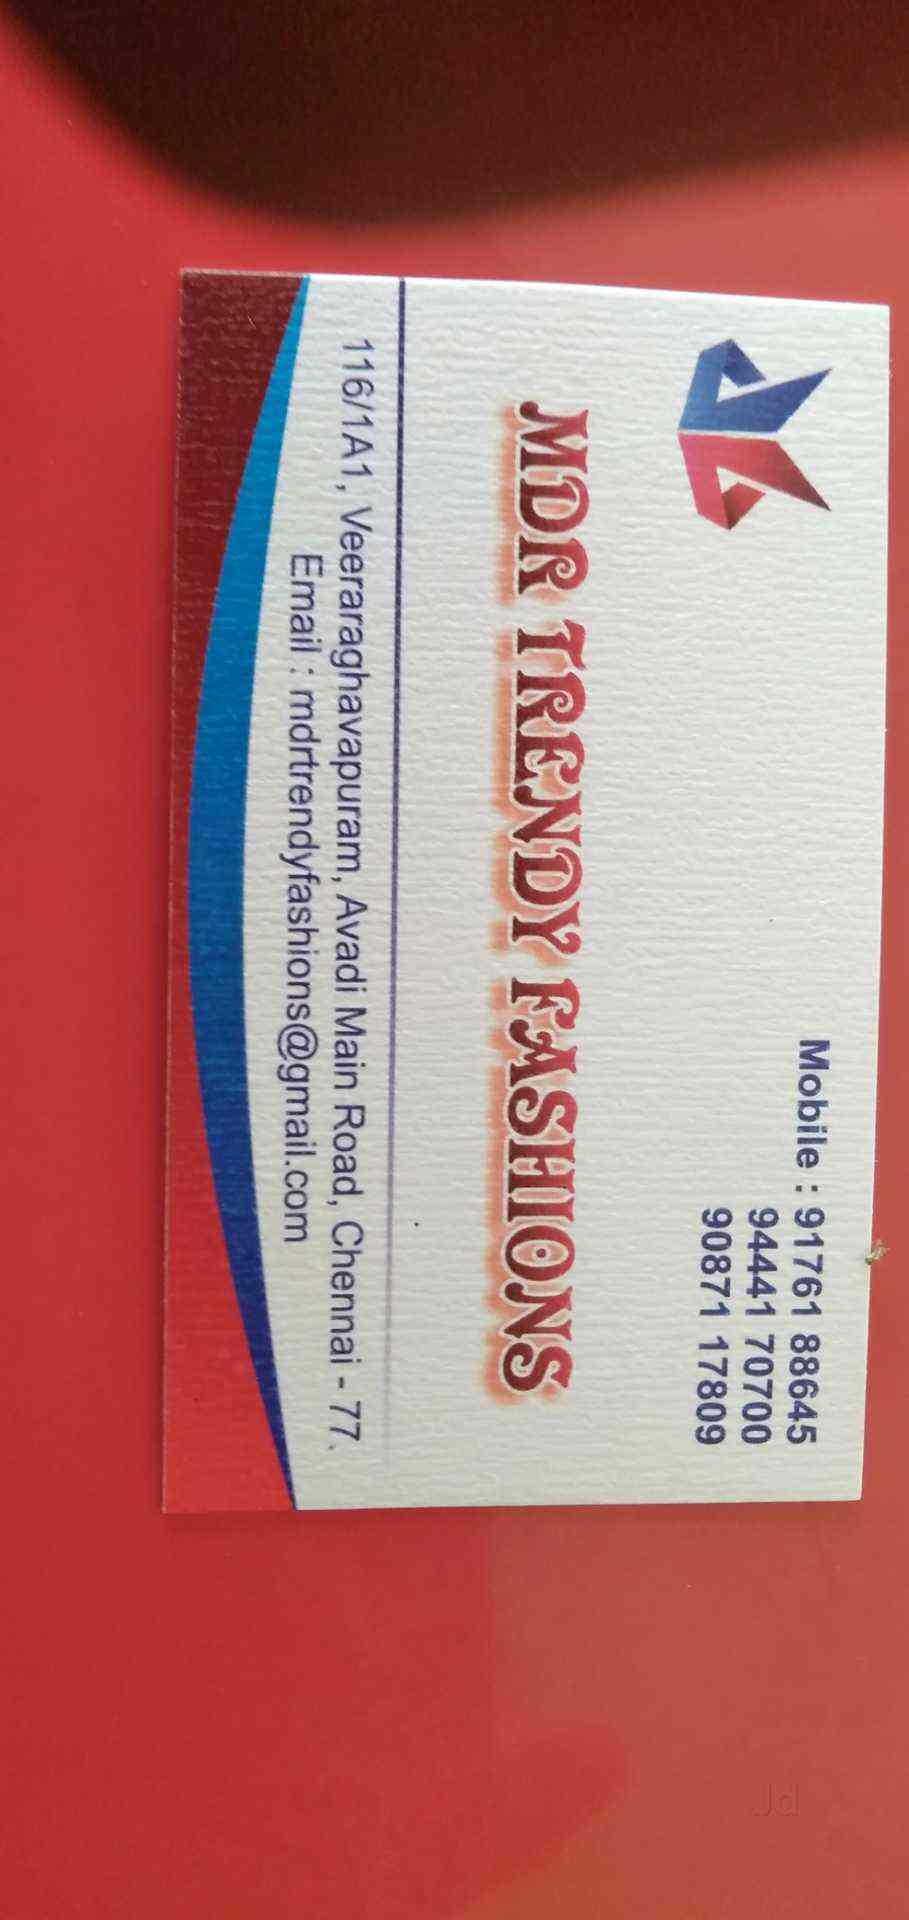 Mobile : 91761 88645
94441 70700
90871 17809
MDR TRENDY FASHIONS
116/1A1, Veeraraghavapuram, Avadi Main Road, Chennai - 77.
Email : mdrtrendyfashions@gmail.com
Jd